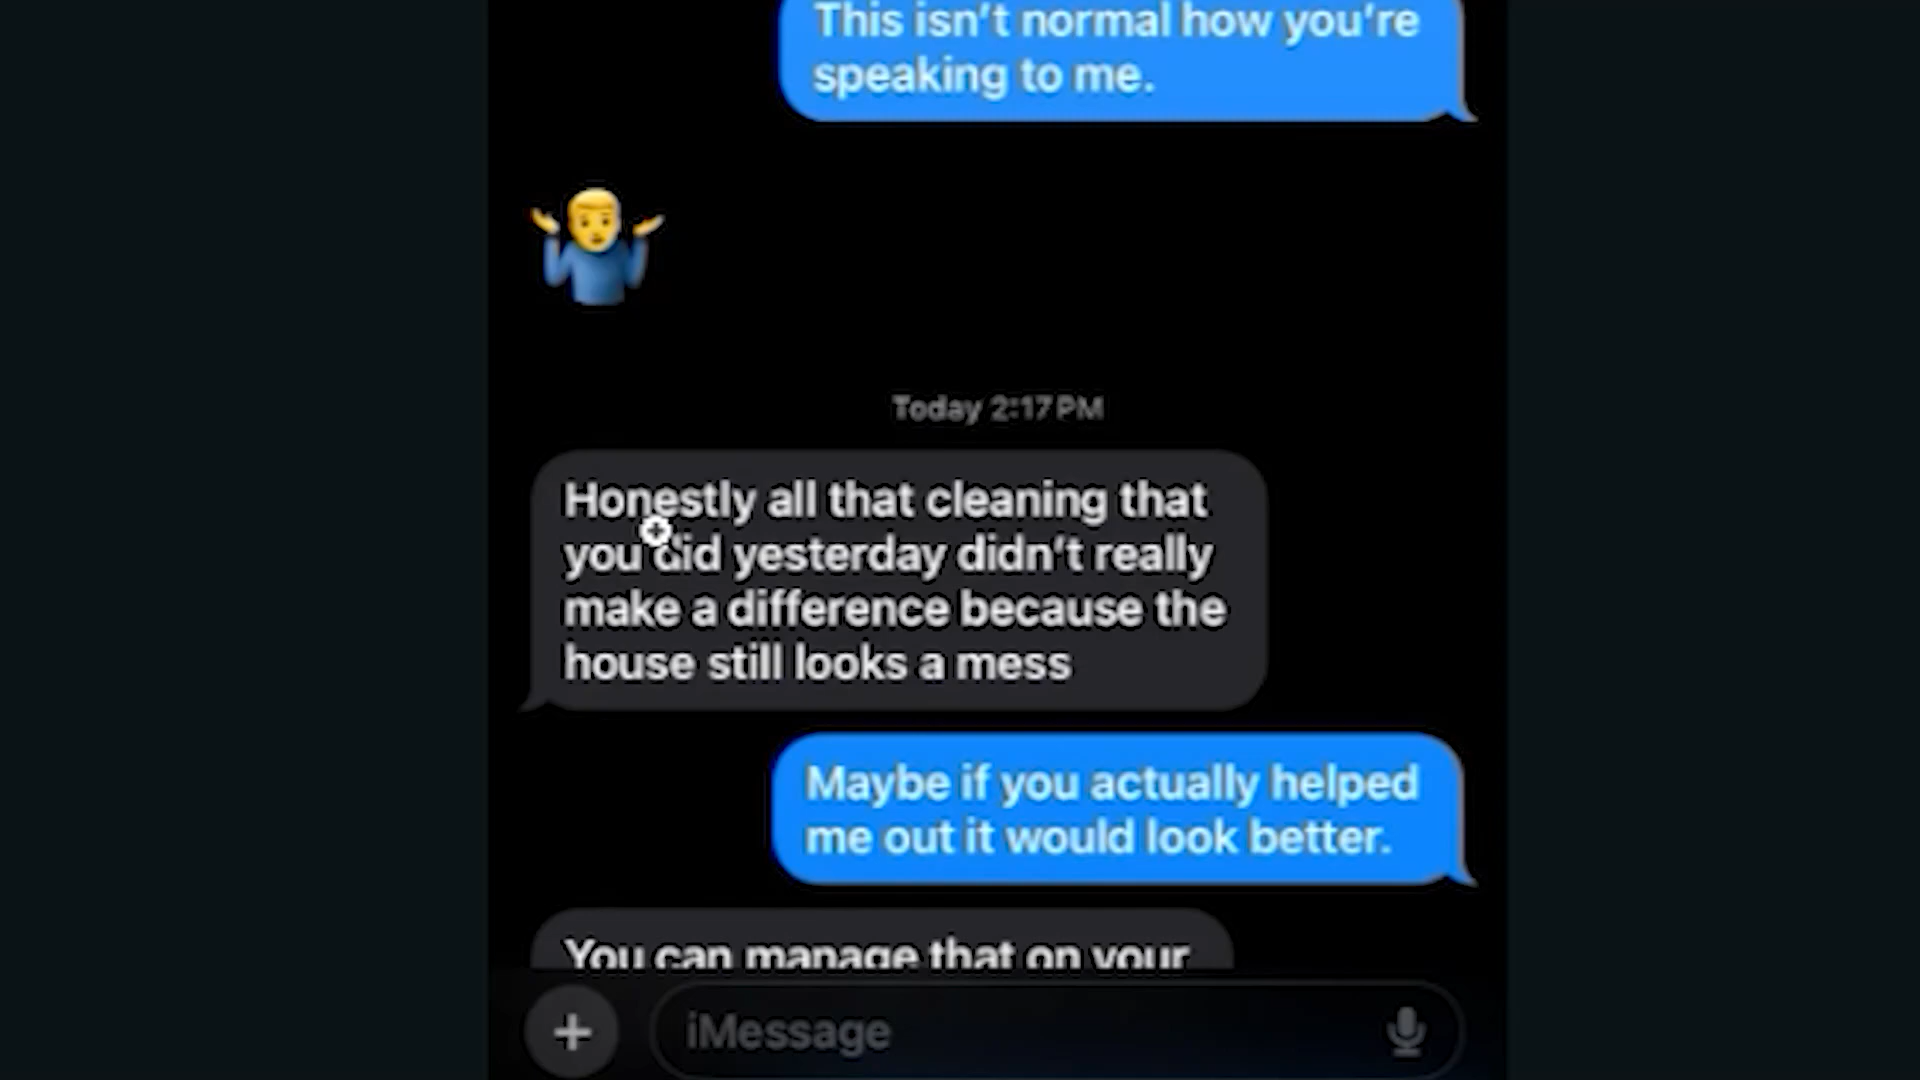 This isn't normal how you're
speaking to me.
Today 2:17 PM
Honestly all that cleaning that
you did yesterday didn't really
make a difference because the
house still looks a mess
Maybe if you actually helped
me out it would look better.
You can manage that on your
iMessage